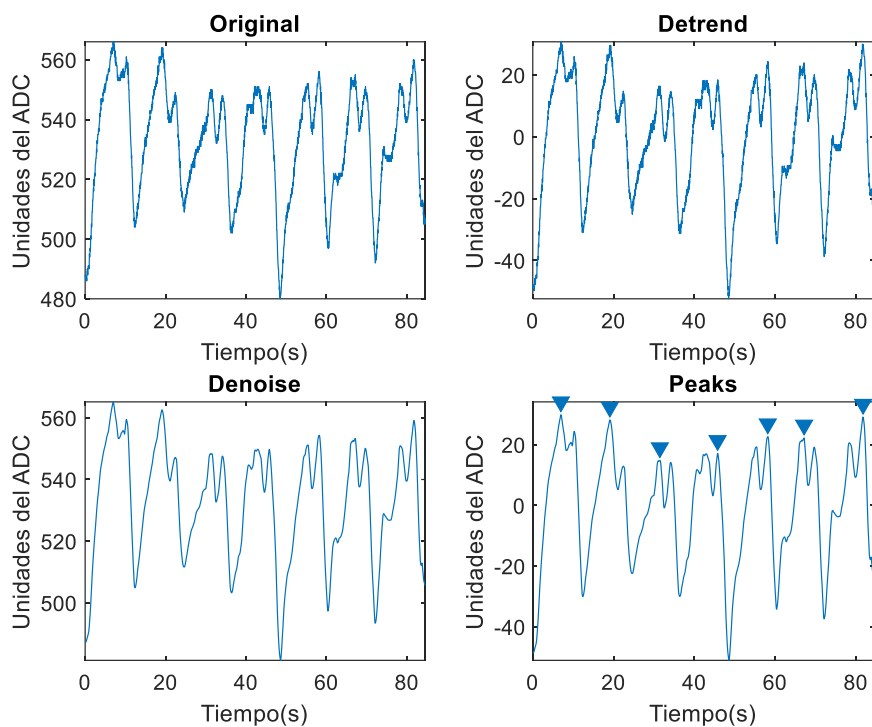 Original
Unidades del ADC
560
540
520
500
480
0 20 40 60 80
Tiempo(s)
Detrend
Unidades del ADC
20
0
-20
-40
0 20 40 60 80
Tiempo(s)
Denoise
Unidades del ADC
560
540
520
500
0 20 40 60 80
Tiempo(s)
Peaks
Unidades del ADC
20
0
-20
-40
0 20 40 60 80
Tiempo(s)